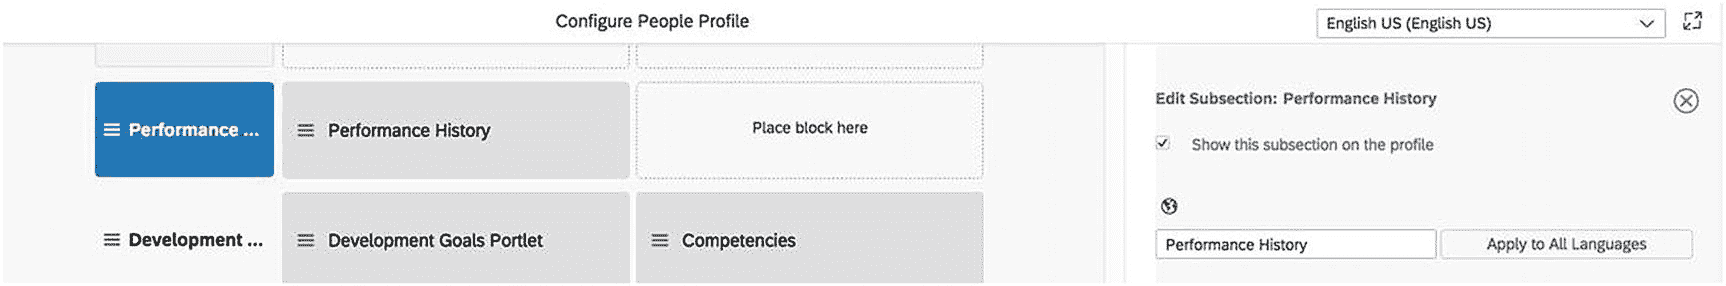 Configure People Profile
English US (English US)
Performance ...
Performance History
Place block here
Development ...
Development Goals Portlet
Competencies
Edit Subsection: Performance History
Show this subsection on the profile
Performance History
Apply to All Languages